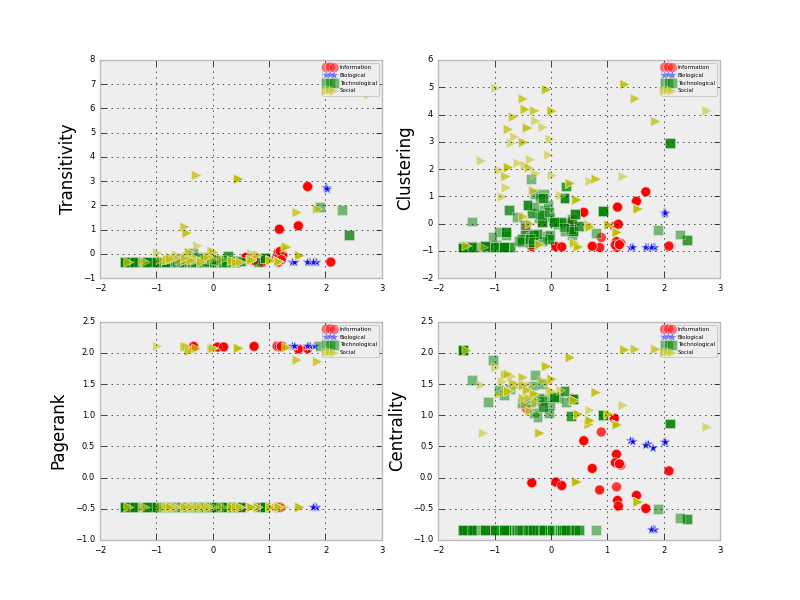 Transitivity
8
7
6
5
4
3
2
1
0
−1
−2 −1 0 1 2 3
Information
Biological
Technological
Social
Clustering
6
5
4
3
2
1
0
−1
−2
−2 −1 0 1 2 3
Information
Biological
Technological
Social
Pagerank
2.5
2.0
1.5
1.0
0.5
0.0
−0.5
−1.0
−2 −1 0 1 2 3
Information
Biological
Technological
Social
Centrality
2.5
2.0
1.5
1.0
0.5
0.0
−0.5
−1.0
−2 −1 0 1 2 3
Information
Biological
Technological
Social